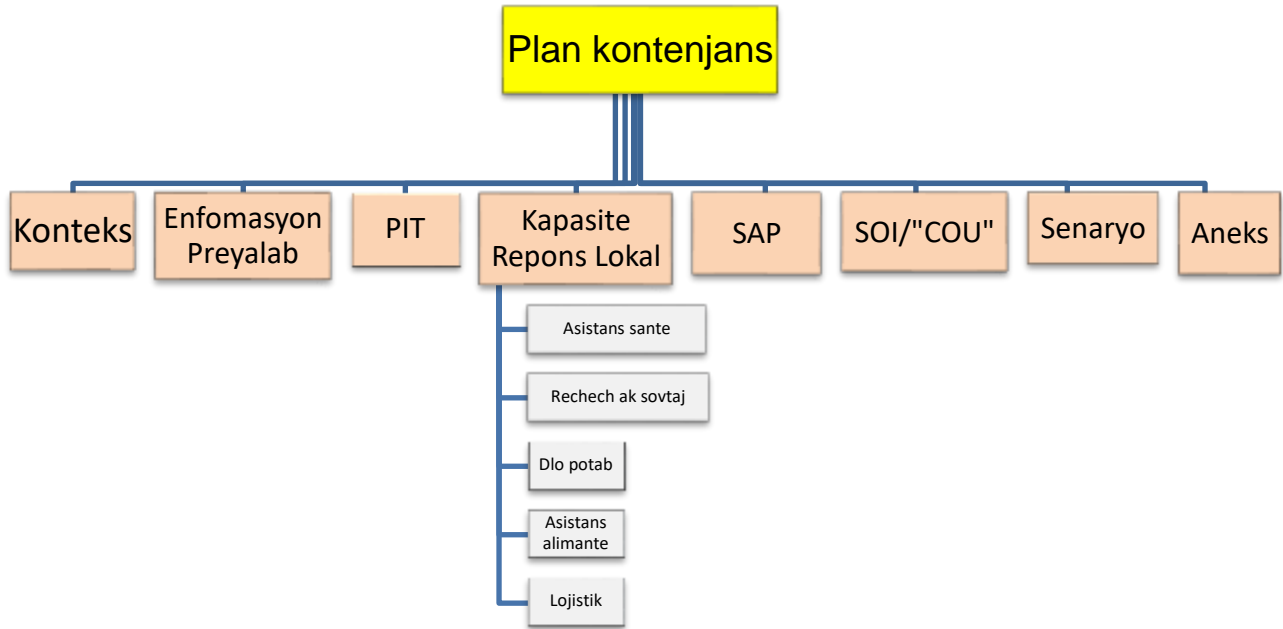 Plan kontenjans
Konteks
Enfomasyon
Preyalab
PIT
Kapasite
Repons Lokal
SAP
SOI/"COU"
Senaryo
Aneks
Asistans sante
Rechech ak sovtaj
Dlo potab
Asistans
alimante
Lojistik